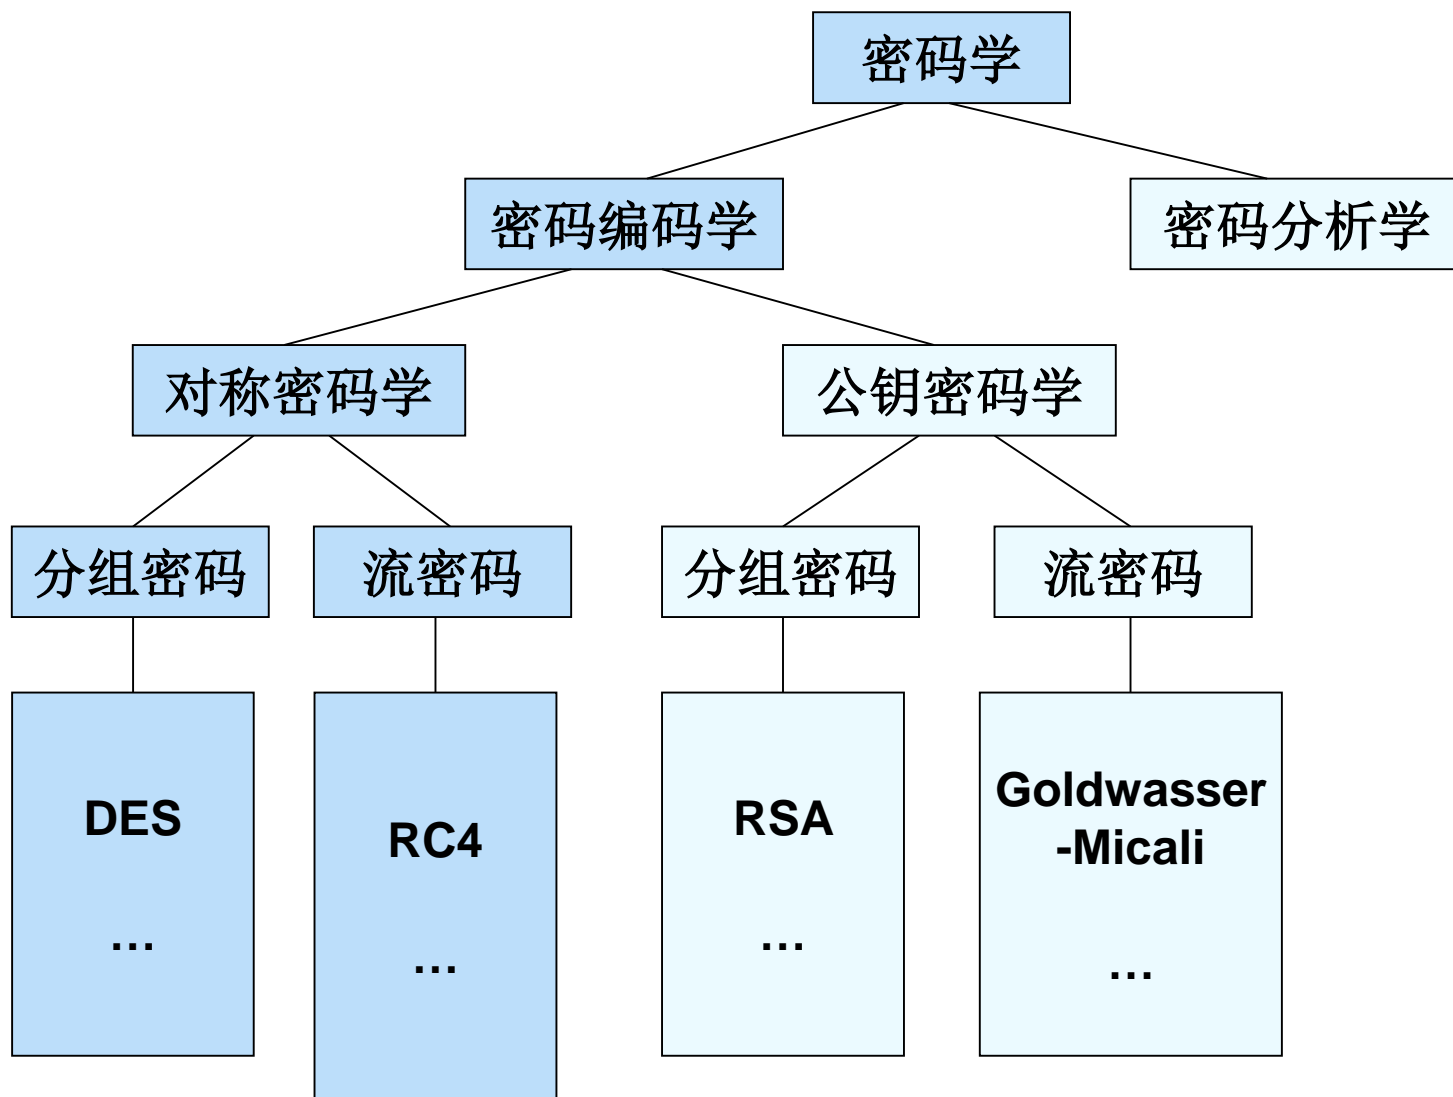 密码学
密码编码学
密码分析学
对称密码学
公钥密码学
分组密码
流密码
分组密码
流密码
DES
…
RC4
…
RSA
…
Goldwasser
-Micali
…